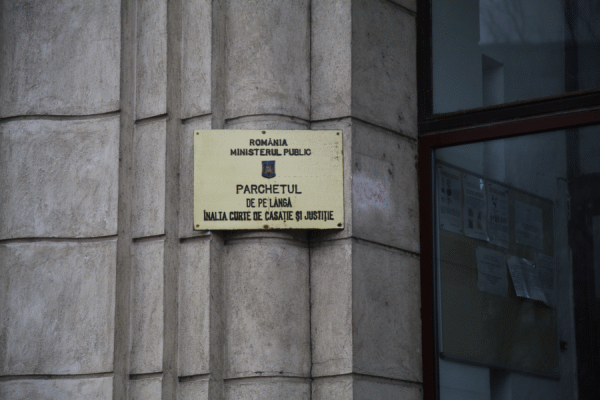 ROMÂNIA
MINISTERUL PUBLIC
PARCHETUL
DE PE LÂNGĂ
ÎNALTA CURTE DE CASAȚIE ȘI JUSTIȚIE